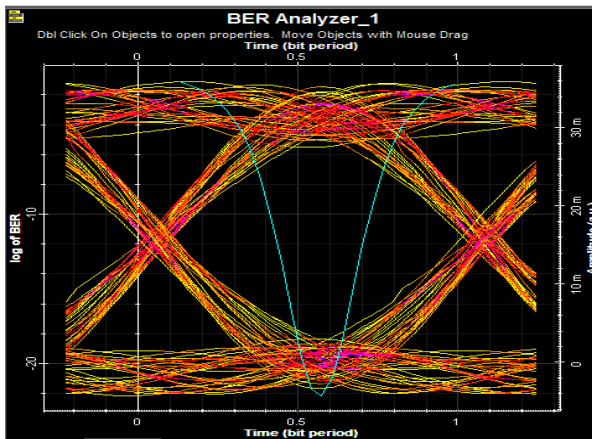 BER Analyzer_1
Dbl Click On Objects to open properties. Move Objects with Mouse Drag
Time (bit period)
0 0.5 1
log of BER
-10
-20
Amplitude (a.u.)
30 m
20 m
10 m
0
0 0.5 1
Time (bit period)